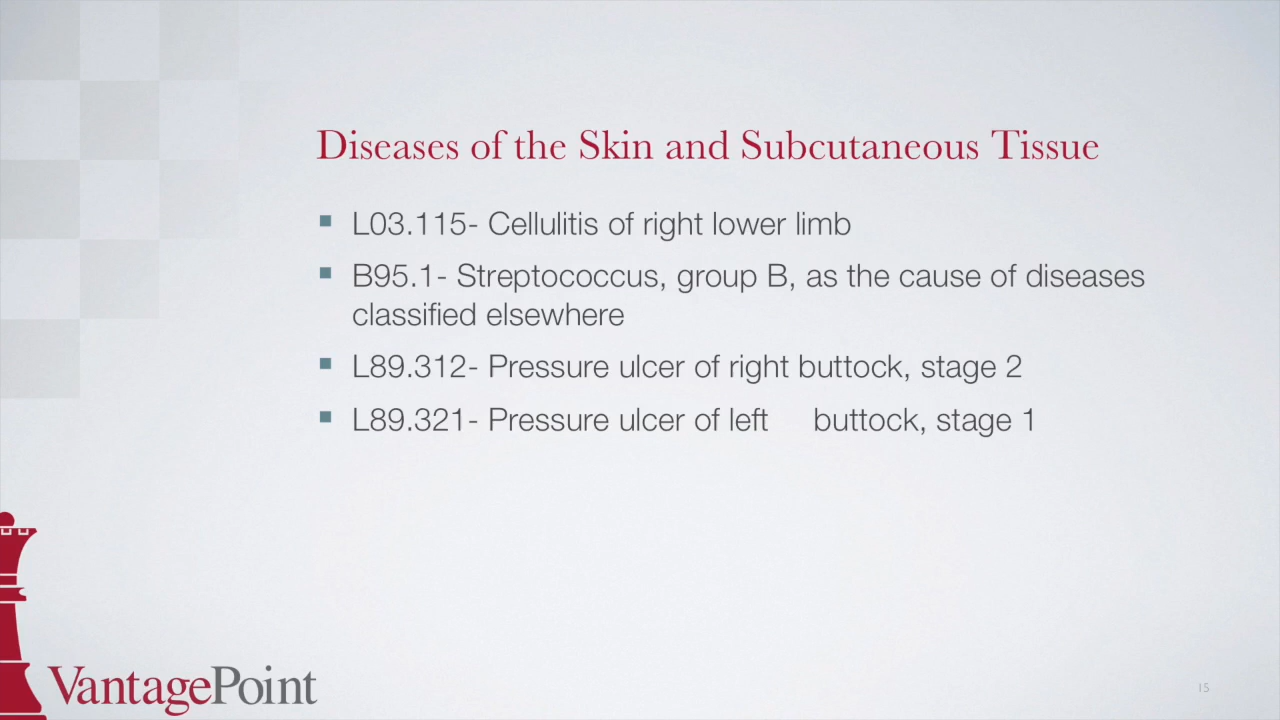 Diseases of the Skin and Subcutaneous Tissue
L03.115- Cellulitis of right lower limb
B95.1- Streptococcus, group B, as the cause of diseases
classified elsewhere
L89.312- Pressure ulcer of right buttock, stage 2
L89.321- Pressure ulcer of left buttock, stage 1
VantagePoint
15